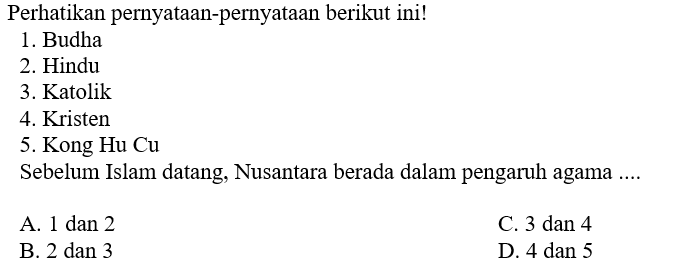 Perhatikan pernyataan-pernyataan berikut ini!
1. Budha
2. Hindu
3. Katolik
4. Kristen
5. Kong Hu Cu
Sebelum Islam datang, Nusantara berada dalam pengaruh agama ....
A. 1 dan 2 C. 3 dan 4
B. 2 dan 3 D. 4 dan 5